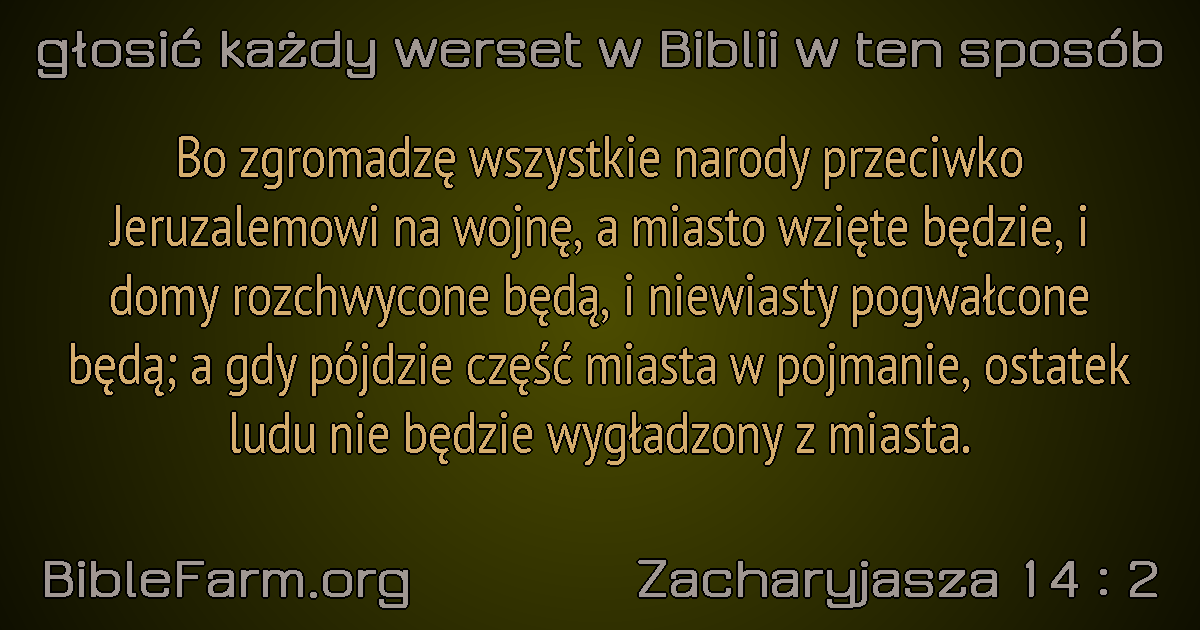 głosić każdy werset w Biblii w ten sposób
Bo zgromadzę wszystkie narody przeciwko
Jeruzalemowi na wojnę, a miasto wzięte będzie, i
domy rozchwycone będą, i niewiasty pogwałcone
będą; a gdy pójdzie część miasta w pojmanie, ostatek
ludu nie będzie wygładzony z miasta.
BibleFarm.org
Zacharyjasza 14 : 2